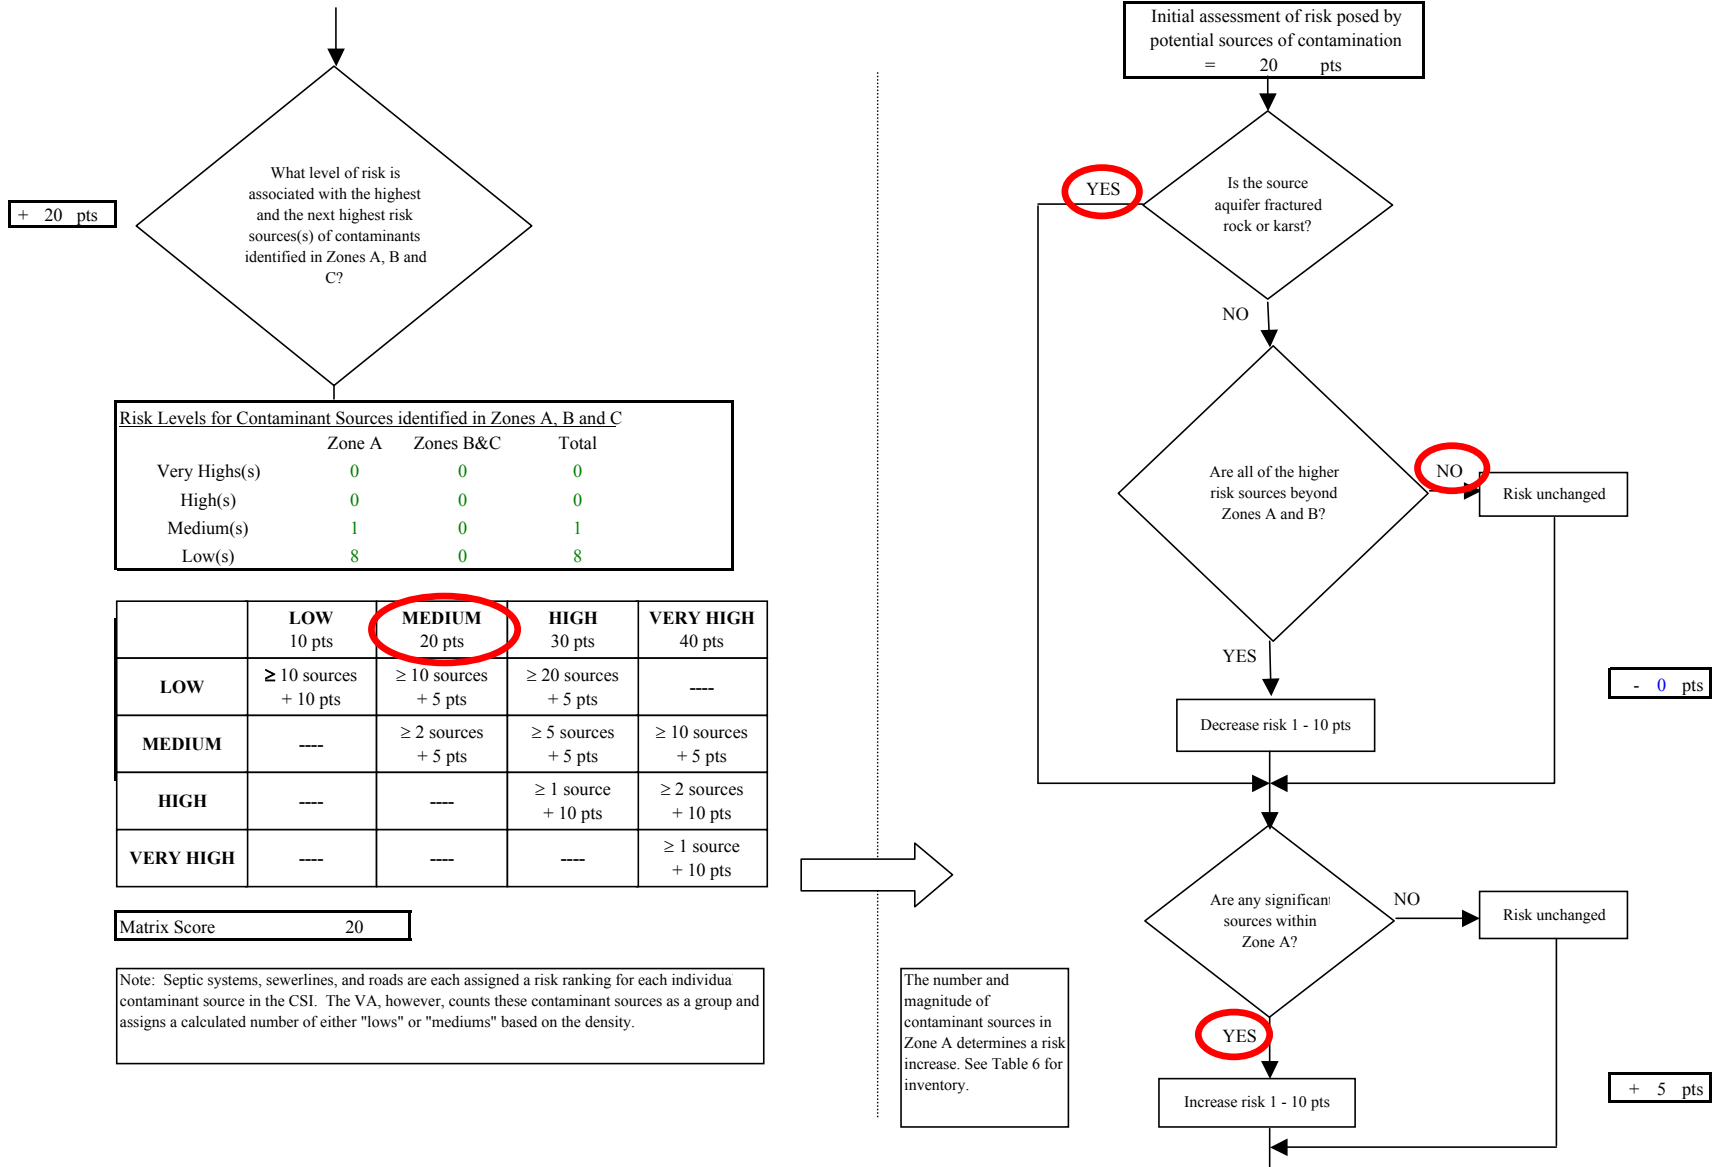 What level of risk is
associated with the highest
and the next highest risk
sources(s) of contaminants
identified in Zones A, B and
C?
+ 20 pts
Risk Levels for Contaminant Sources identified in Zones A, B and C
Zone A Zones B&C Total
Very Highs(s) 0 0 0
High(s) 0 0 0
Medium(s) 1 0 1
Low(s) 8 0 8
LOW MEDIUM HIGH VERY HIGH
10 pts 20 pts 30 pts 40 pts
LOW ≥ 10 sources + 10 pts ≥ 10 sources + 5 pts ≥ 20 sources + 5 pts ----
MEDIUM ---- ≥ 2 sources + 5 pts ≥ 5 sources + 5 pts ≥ 10 sources + 5 pts
HIGH ---- ---- ≥ 1 source + 10 pts ≥ 2 sources + 10 pts
VERY HIGH ---- ---- ---- ≥ 1 source + 10 pts
Matrix Score 20
Note: Septic systems, sewerlines, and roads are each assigned a risk ranking for each individua
contaminant source in the CSI. The VA, however, counts these contaminant sources as a group and
assigns a calculated number of either "lows" or "mediums" based on the density.
Initial assessment of risk posed by
potential sources of contamination
= 20 pts
YES
Is the source
aquifer fractured
rock or karst?
NO
Are all of the higher
risk sources beyond
Zones A and B?
NO
Risk unchanged
YES
- 0 pts
Decrease risk 1 - 10 pts
Are any significant
sources within
Zone A?
NO
Risk unchanged
The number and
magnitude of
contaminant sources in
Zone A determines a risk
increase. See Table 6 for
inventory.
YES
+ 5 pts
Increase risk 1 - 10 pts